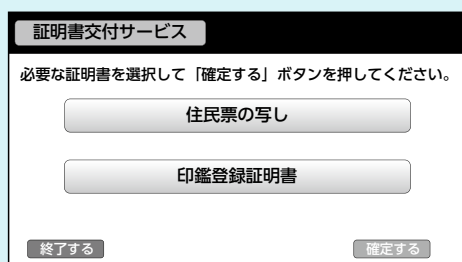 証明書交付サービス
必要な証明書を選択して「確定する」ボタンを押してください。
住民票の写し
印鑑登録証明書
終了する
確定する